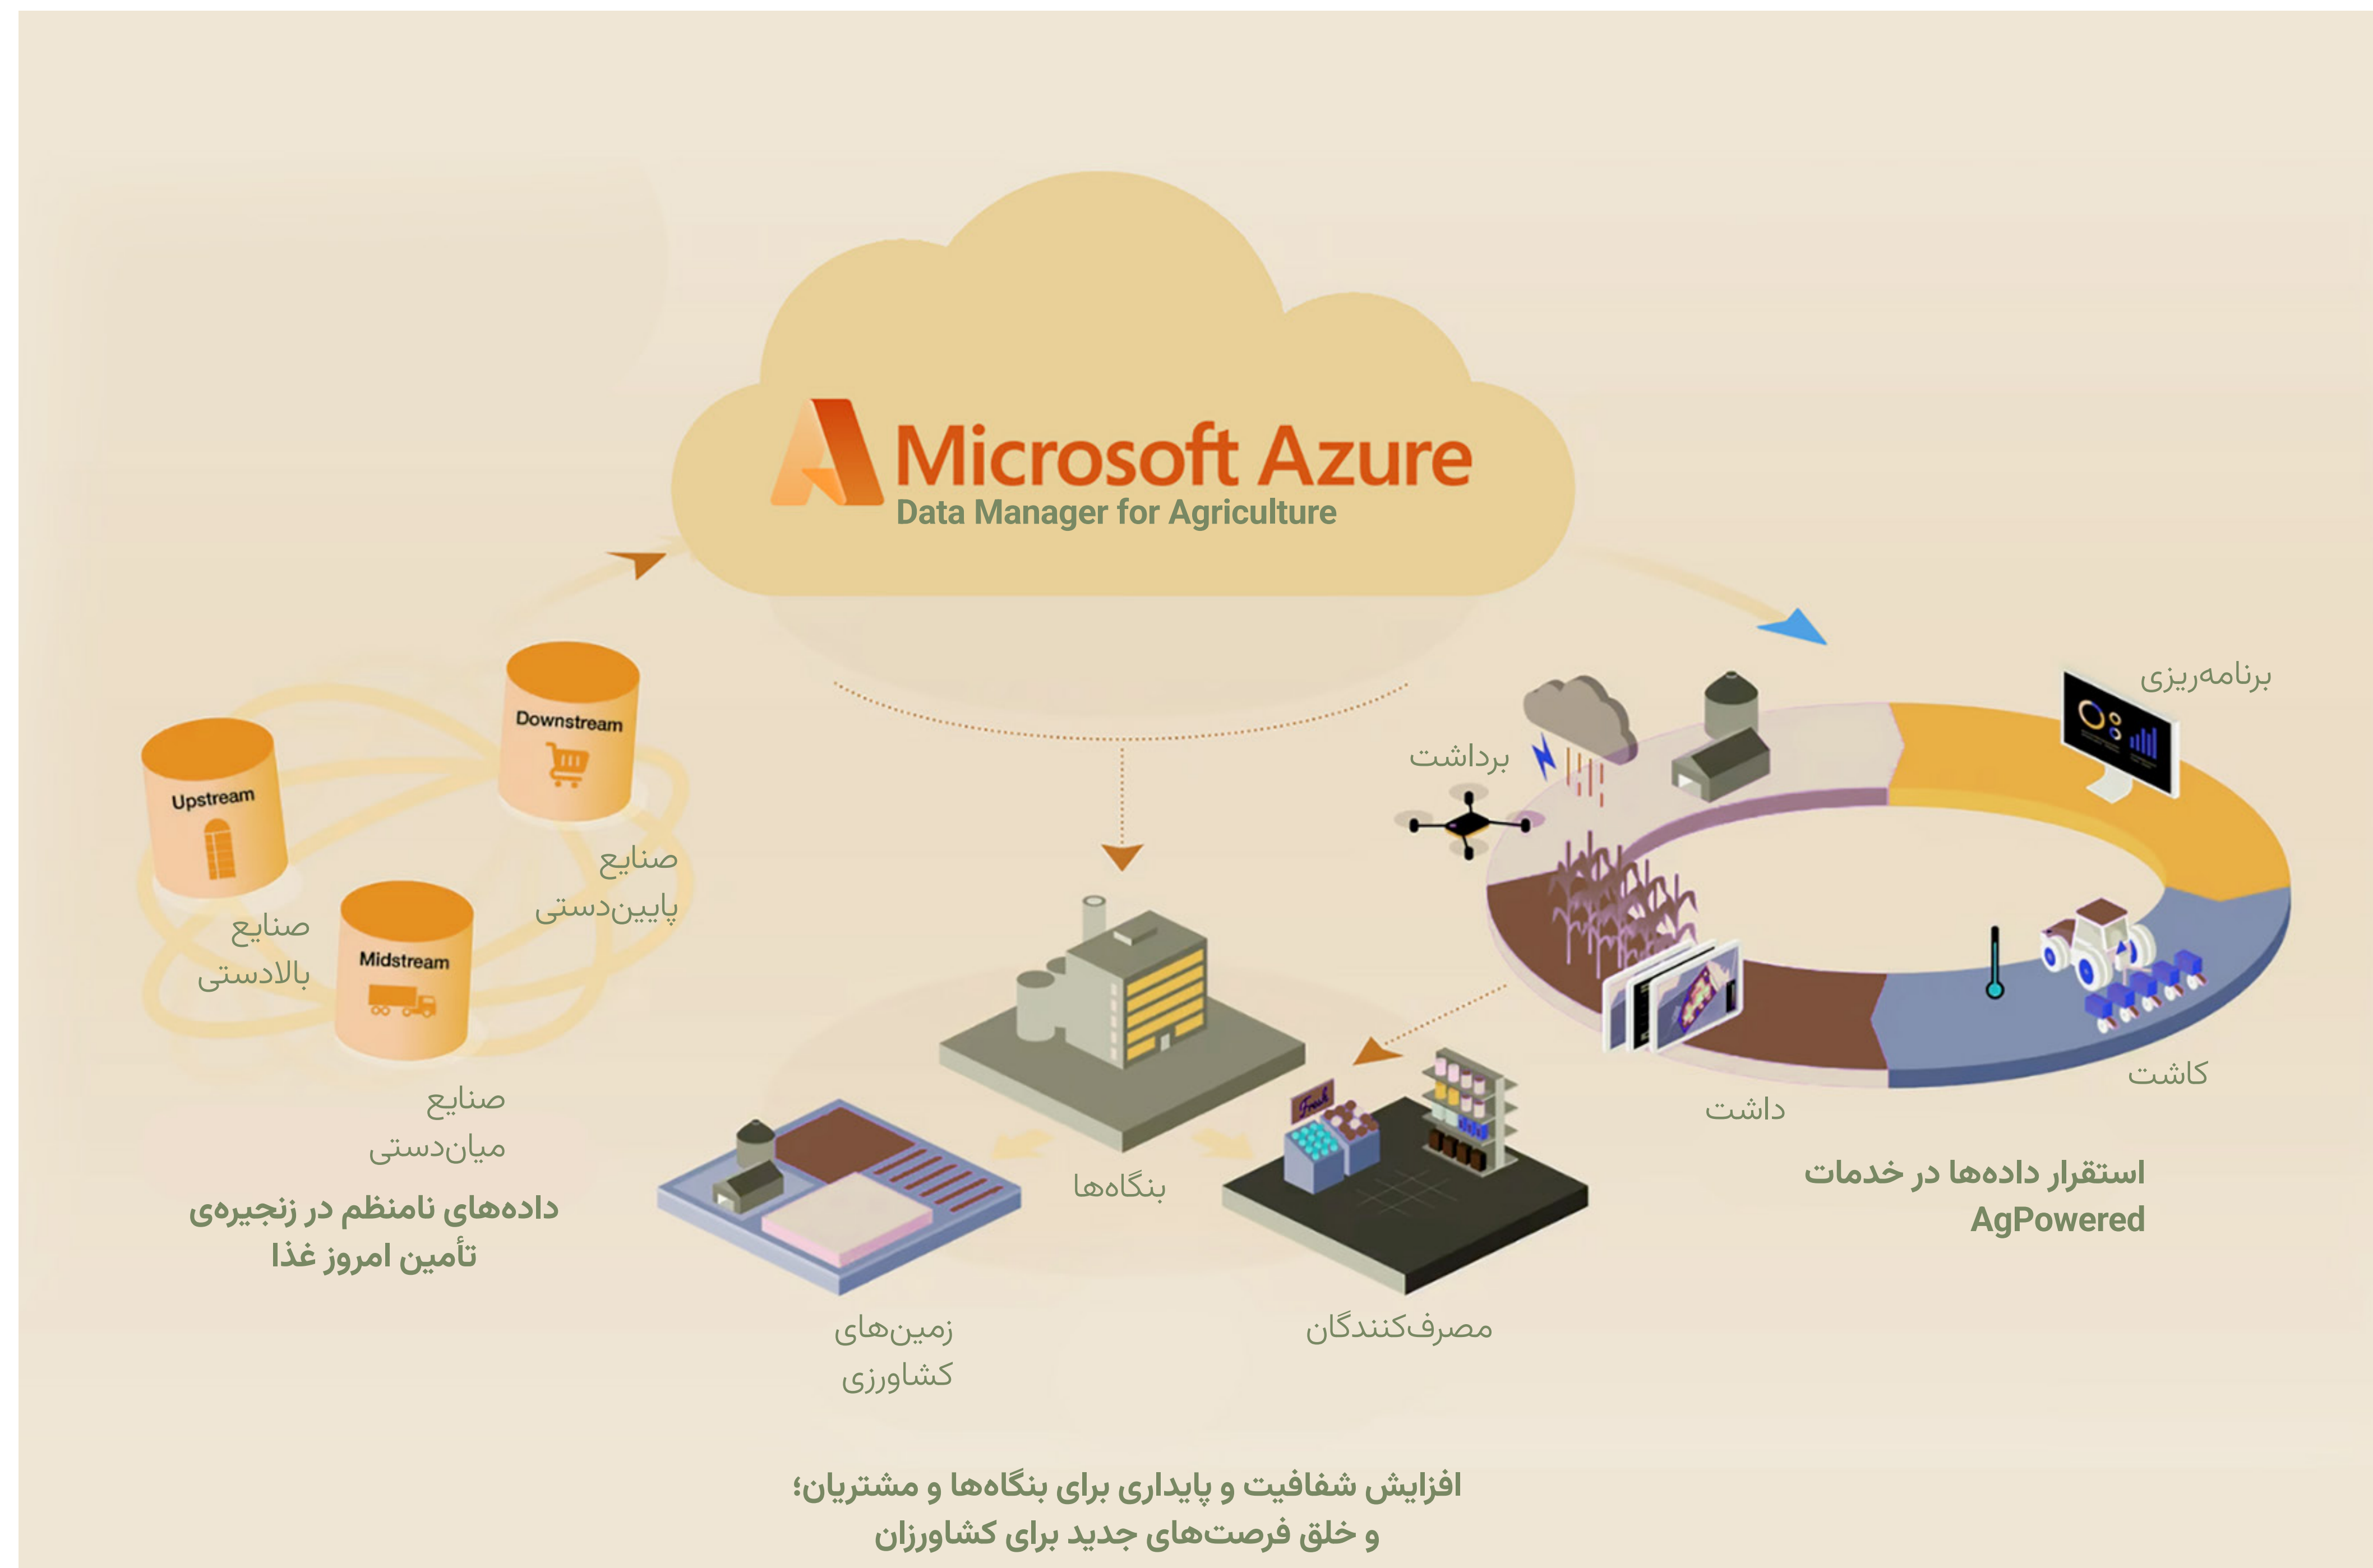 Microsoft Azure
Data Manager for Agriculture
Downstream
صنایع
پایین‌دستی
Upstream
صنایع
بالادستی
Midstream
صنایع
میان‌دستی
داده‌های نامنظم در زنجیره‌ی
تأمین امروز غذا
برنامه‌ریزی
برداشت
کاشت
داشت
استقرار داده‌ها در خدمات
AgPowered
بنگاه‌ها
Fresh
زمین‌های
کشاورزی
مصرف‌کنندگان
افزایش شفافیت و پایداری برای بنگاه‌ها و مشتریان؛
و خلق فرصت‌های جدید برای کشاورزان